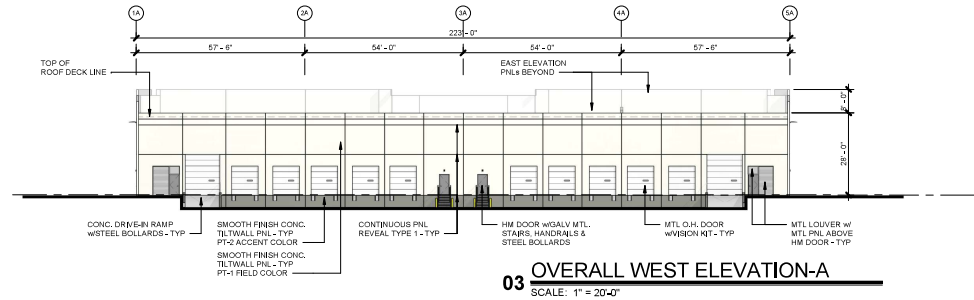 1A 2A 3A 4A 5A
223'-0"
57'-6" 54'-0" 54'-0" 57'-6"
TOP OF
ROOF DECK LINE
EAST ELEVATION
PNLs BEYOND
28'-0"
CONC. DRIVE-IN RAMP
w/STEEL BOLLARDS - TYP
SMOOTH FINISH CONC.
TILTWALL PNL - TYP
PT-2 ACCENT COLOR
SMOOTH FINISH CONC.
TILTWALL PNL - TYP
PT-1 FIELD COLOR
CONTINUOUS PNL
REVEAL TYPE 1 - TYP
HM DOOR w/GALV MTL.
STAIRS, HANDRAILS &
STEEL BOLLARDS
MTL O.H. DOOR
w/VISION KIT - TYP
MTL LOUVER w/
MTL PNL ABOVE
HM DOOR - TYP
03 OVERALL WEST ELEVATION-A
SCALE: 1" = 20'-0"